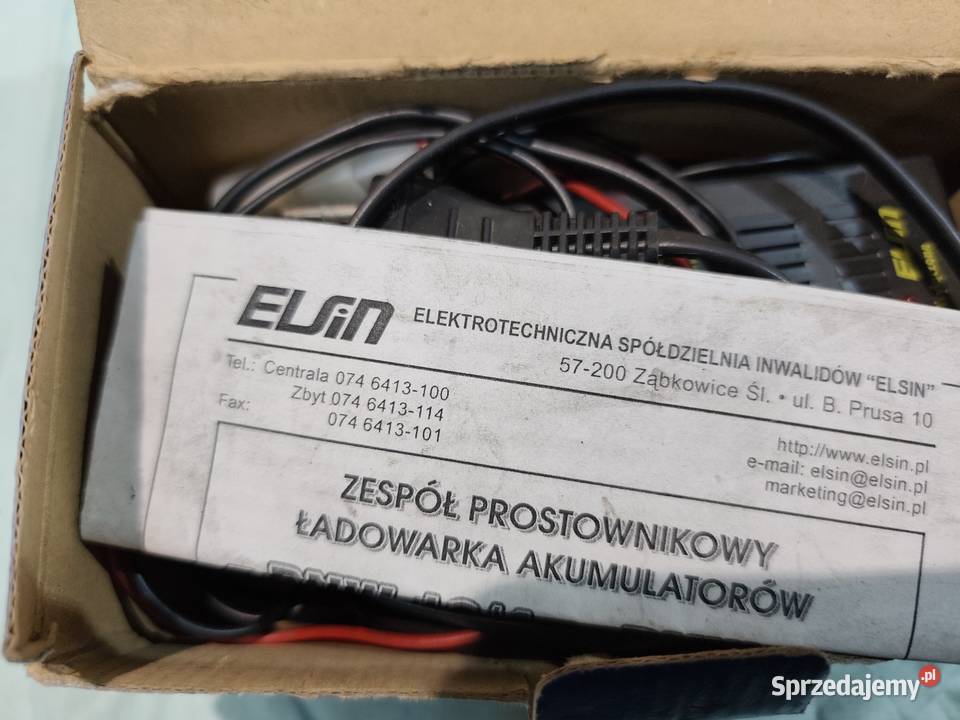 ELSiN
ELSiN ELEKTROTECHNICZNA SPÓŁDZIELNIA INWALIDÓW "ELSIN"
57-200 Ząbkowice Śl. • ul. B. Prusa 10
Tel.: Centrala 074 6413-100
Zbyt 074 6413-114
Fax: 074 6413-101
http://www.elsin.pl
e-mail: elsin@elsin.pl
marketing@elsin.pl
ZESPÓŁ PROSTOWNIKOWY
ŁADOWARKA AKUMULATORÓW
Sprzedajemy.pl